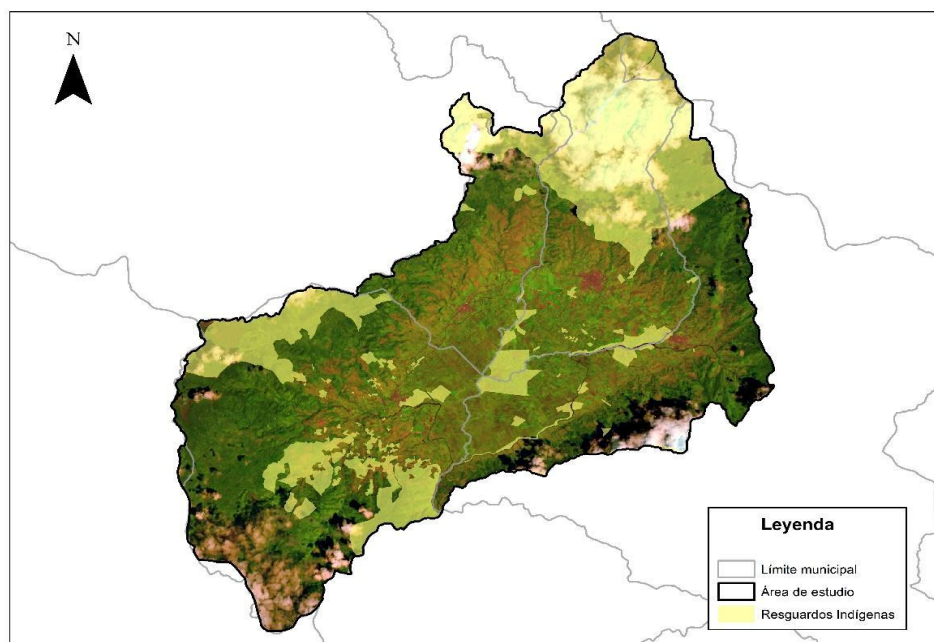 N
Leyenda
Límite municipal
Área de estudio
Resguardos Indígenas